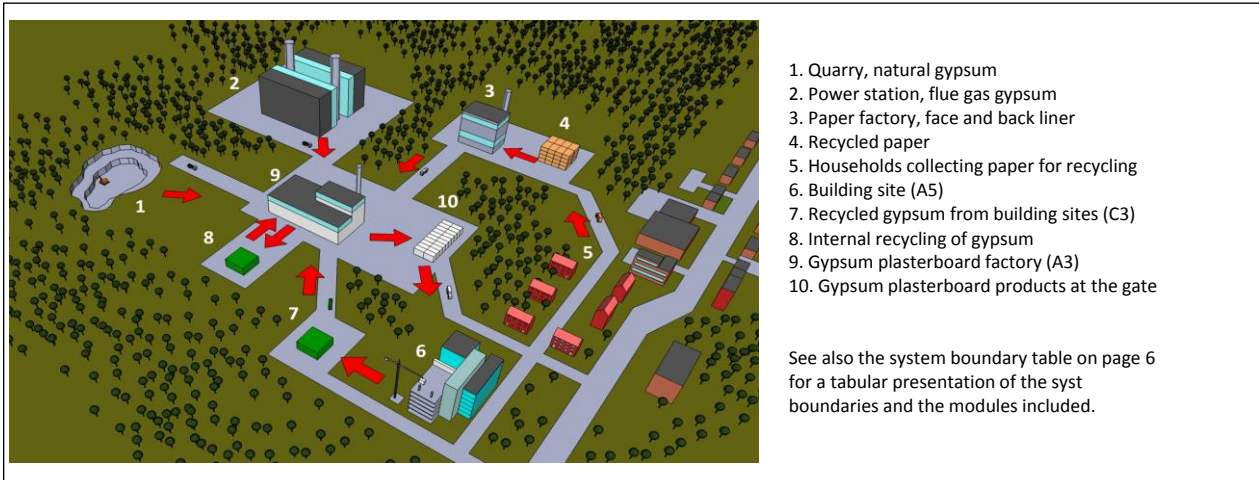 2
3
4
9
1
10
8
5
7
6
1. Quarry, natural gypsum
2. Power station, flue gas gypsum
3. Paper factory, face and back liner
4. Recycled paper
5. Households collecting paper for recycling
6. Building site (A5)
7. Recycled gypsum from building sites (C3)
8. Internal recycling of gypsum
9. Gypsum plasterboard factory (A3)
10. Gypsum plasterboard products at the gate
See also the system boundary table on page 6
for a tabular presentation of the syst
boundaries and the modules included.